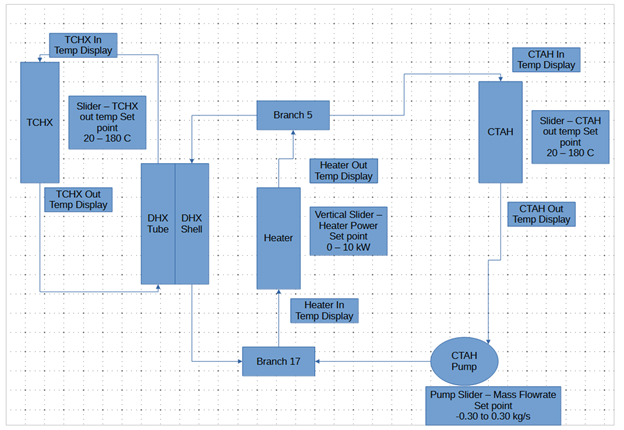 TCHX In
Temp Display
CTAH In
Temp Display
TCHX
Slider – TCHX
out temp Set
point
20 – 180 C
Branch 5
CTAH
Slider – CTAH
out temp Set
point
20 – 180 C
TCHX Out
Temp Display
DHX
Tube
DHX
Shell
Heater Out
Temp Display
Heater
Vertical Slider –
Heater Power
Set point
0 – 10 kW
CTAH Out
Temp Display
Heater In
Temp Display
Branch 17
CTAH
Pump
Pump Slider – Mass Flowrate
Set point
-0.30 to 0.30 kg/s